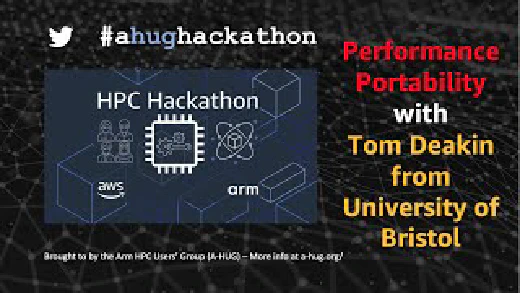 #ahughackathon
HPC Hackathon
aws
arm
Performance
Portability
with
Tom Deakin
from
University of
Bristol
Brought to by the Arm HPC Users' Group (A-HUG) – More info at a-hug.org/